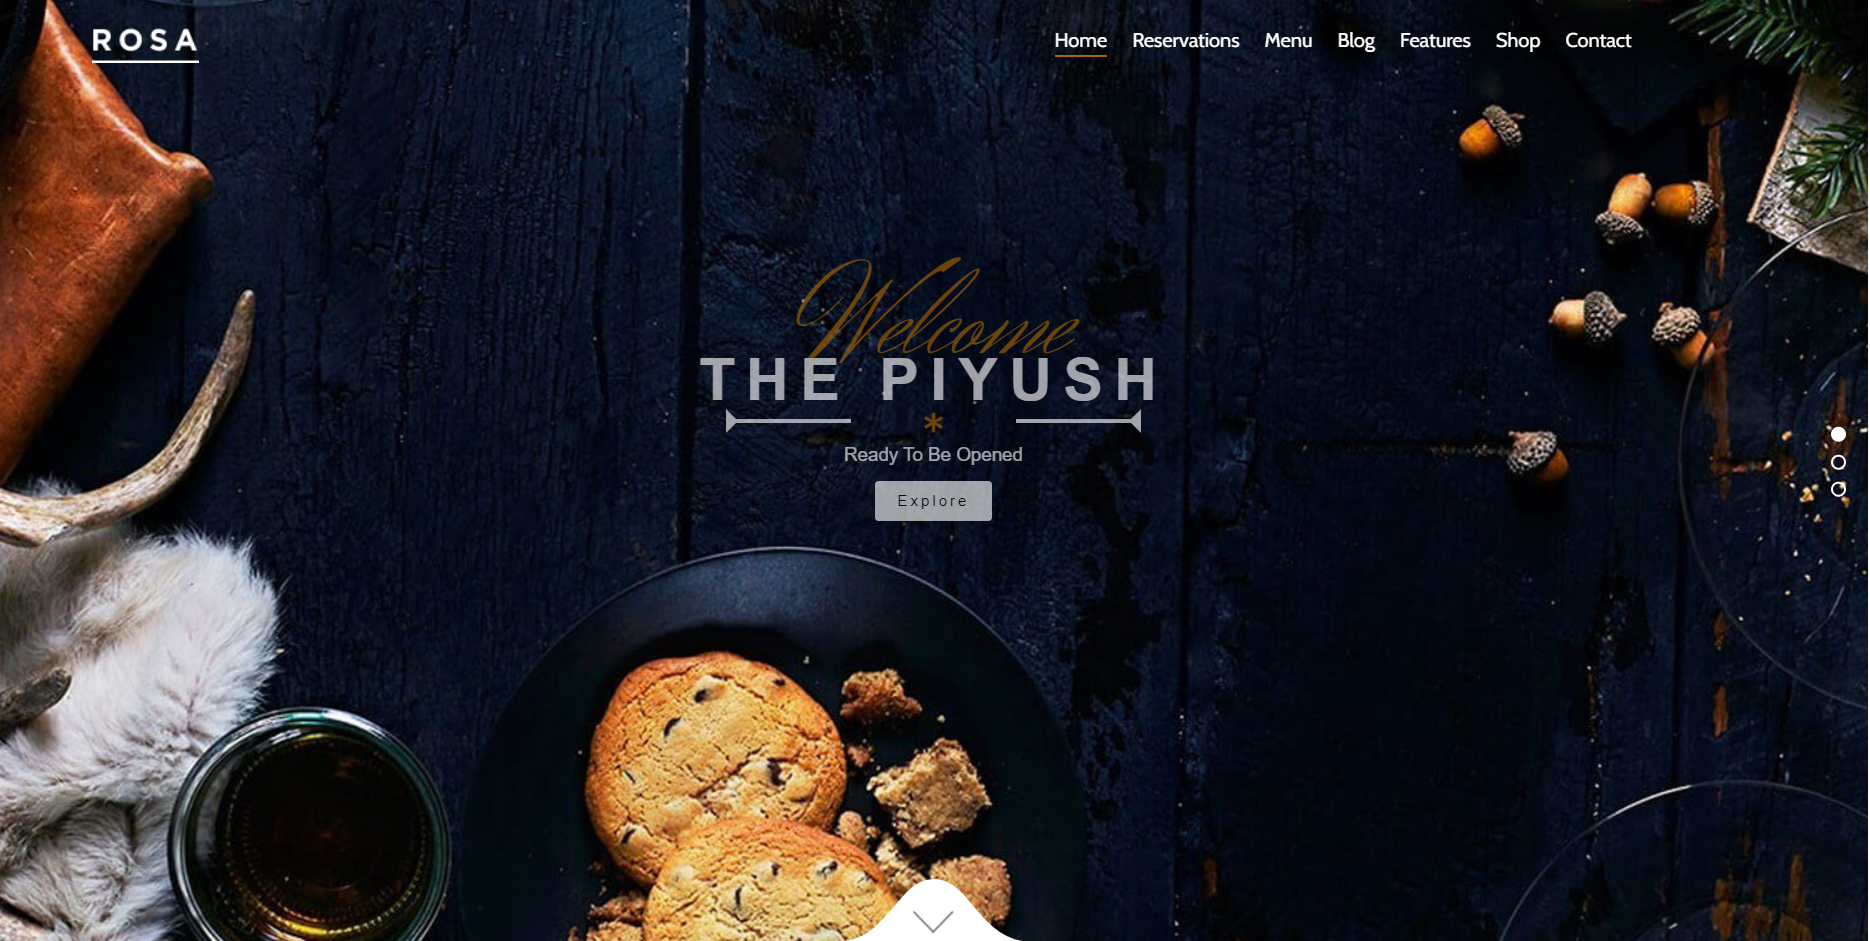 ROSA
Home Reservations Menu Blog Features Shop Contact
Welcome
THE PIYUSH
*
Ready To Be Opened
Explore